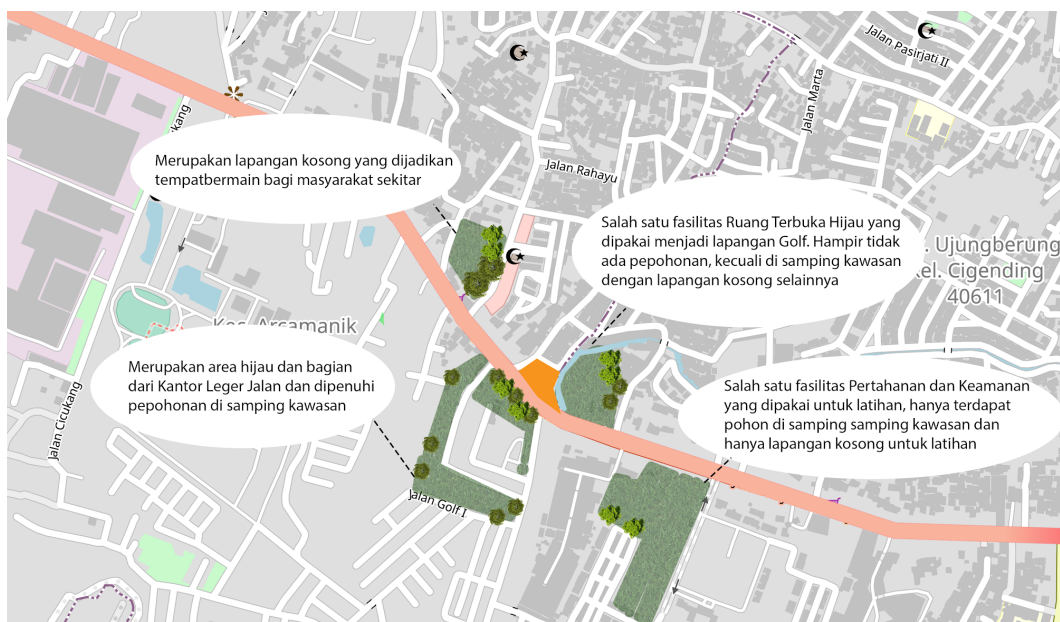 Jalan Pasirjati II
Jalan Marta
Merupakan lapangan kosong yang dijadikan
tempatbermain bagi masyarakat sekitar
Jalan Rahayu
Salah satu fasilitas Ruang Terbuka Hijau yang
dipakai menjadi lapangan Golf. Hampir tidak
ada pepohonan, kecuali di samping kawasan
dengan lapangan kosong selainnya
Ujungberung
Kel. Cigending
40611
Kec. Arcamanik
Merupakan area hijau dan bagian
dari Kantor Leger Jalan dan dipenuhi
pepohonan di samping kawasan
Salah satu fasilitas Pertahanan dan Keamanan
yang dipakai untuk latihan, hanya terdapat
pohon di samping samping kawasan dan
hanya lapangan kosong untuk latihan
Jalan Cicukang
Jalan Golf I